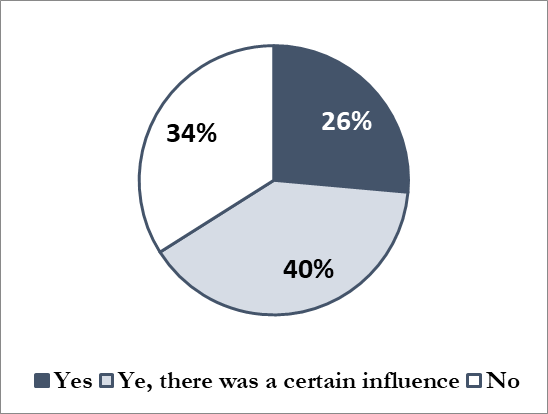 26%
34%
40%
Yes Ye, there was a certain influence No